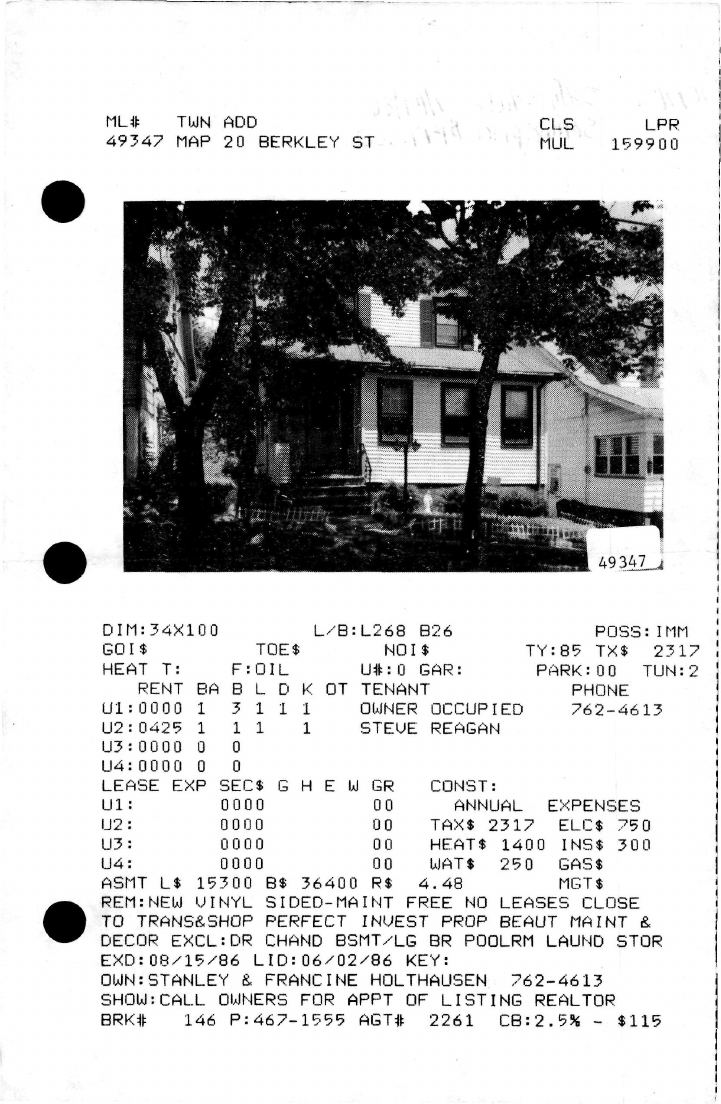 ML# TWN ADD CLS LPR
49347 MAP 20 BERKLEY ST MUL 159900
49347
DIM:34X100 L/B:L268 B26 POSS:IMM
GOI$ TOE$ NOI$ TY:85 TX$ 2317
HEAT T: F:OIL U#:0 GAR: PARK:00 TUN:2
RENT BA B L D K OT TENANT PHONE
U1:0000 1 3 1 1 1 OWNER OCCUPIED 762-4613
U2:0425 1 1 1 1 STEVE REAGAN
U3:0000 0 0
U4:0000 0 0
LEASE EXP SEC$ G H E W GR CONST:
U1: 0000 00 ANNUAL EXPENSES
U2: 0000 00 TAX$ 2317 ELC$ 750
U3: 0000 00 HEAT$ 1400 INS$ 300
U4: 0000 00 WAT$ 250 GAS$
ASMT L$ 15300 B$ 36400 R$ 4.48 MGT$
REM:NEW VINYL SIDED-MAINT FREE NO LEASES CLOSE
TO TRANS&SHOP PERFECT INVEST PROP BEAUT MAINT &
DECOR EXCL:DR CHAND BSMT/LG BR POOLRM LAUND STOR
EXD:08/15/86 LID:06/02/86 KEY:
OWN:STANLEY & FRANCINE HOLTHAUSEN 762-4613
SHOW:CALL OWNERS FOR APPT OF LISTING REALTOR
BRK# 146 P:467-1555 AGT# 2261 CB:2.5% - $115